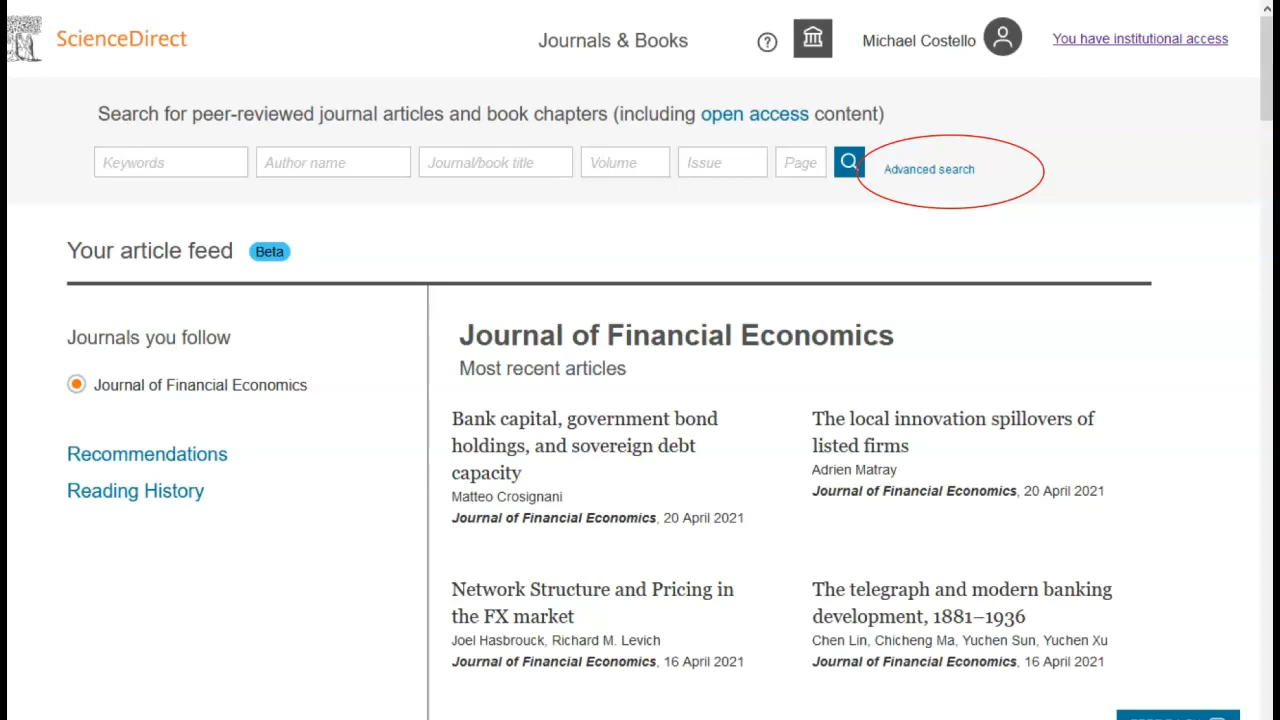 ScienceDirect
Journals & Books
?
Michael Costello
You have institutional access
Search for peer-reviewed journal articles and book chapters (including open access content)
Keywords
Author name
Journal/book title
Volume
Issue
Page
Advanced search
Your article feed
Beta
Journals you follow
Journal of Financial Economics
Recommendations
Reading History
Journal of Financial Economics
Most recent articles
Bank capital, government bond
holdings, and sovereign debt
capacity
Matteo Crosignani
Journal of Financial Economics, 20 April 2021
The local innovation spillovers of
listed firms
Adrien Matray
Journal of Financial Economics, 20 April 2021
Network Structure and Pricing in
the FX market
Joel Hasbrouck, Richard M. Levich
Journal of Financial Economics, 16 April 2021
The telegraph and modern banking
development, 1881–1936
Chen Lin, Chicheng Ma, Yuchen Sun, Yuchen Xu
Journal of Financial Economics, 16 April 2021